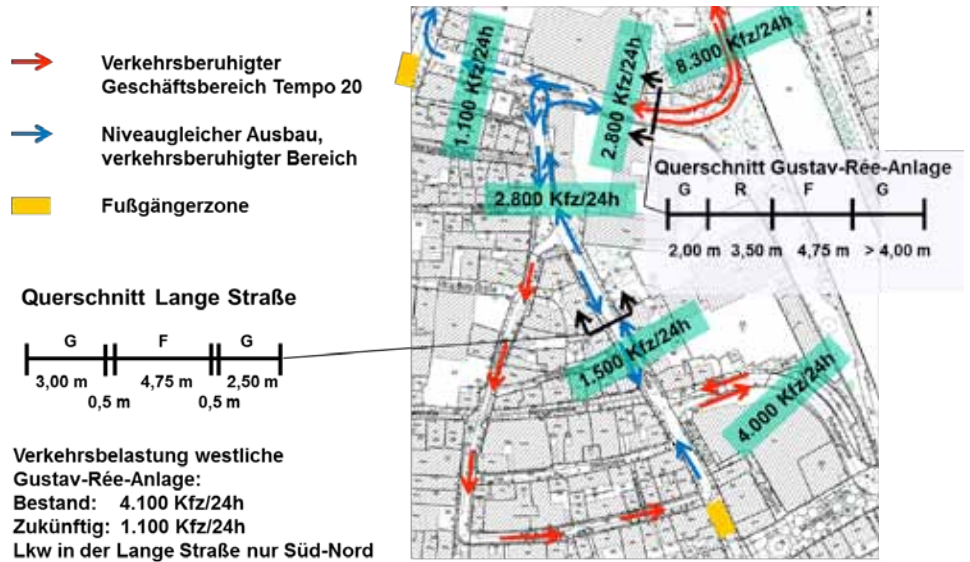 Verkehrsberuhigter
Geschäftsbereich Tempo 20
Niveaugleicher Ausbau,
verkehrsberuhigter Bereich
Fußgängerzone
Querschnitt Lange Straße
G F G
3,00 m 4,75 m 2,50 m
0,5 m 0,5 m
Verkehrsbelastung westliche
Gustav-Rée-Anlage:
Bestand: 4.100 Kfz/24h
Zukünftig: 1.100 Kfz/24h
Lkw in der Lange Straße nur Süd-Nord
1.100 Kfz/24h
2.800 Kfz/24h
8.300 Kfz/24h
2.800 Kfz/24h
Querschnitt Gustav-Rée-Anlage
G R F G
2,00 m 3,50 m 4,75 m > 4,00 m
1.500 Kfz/24h
4.000 Kfz/24h